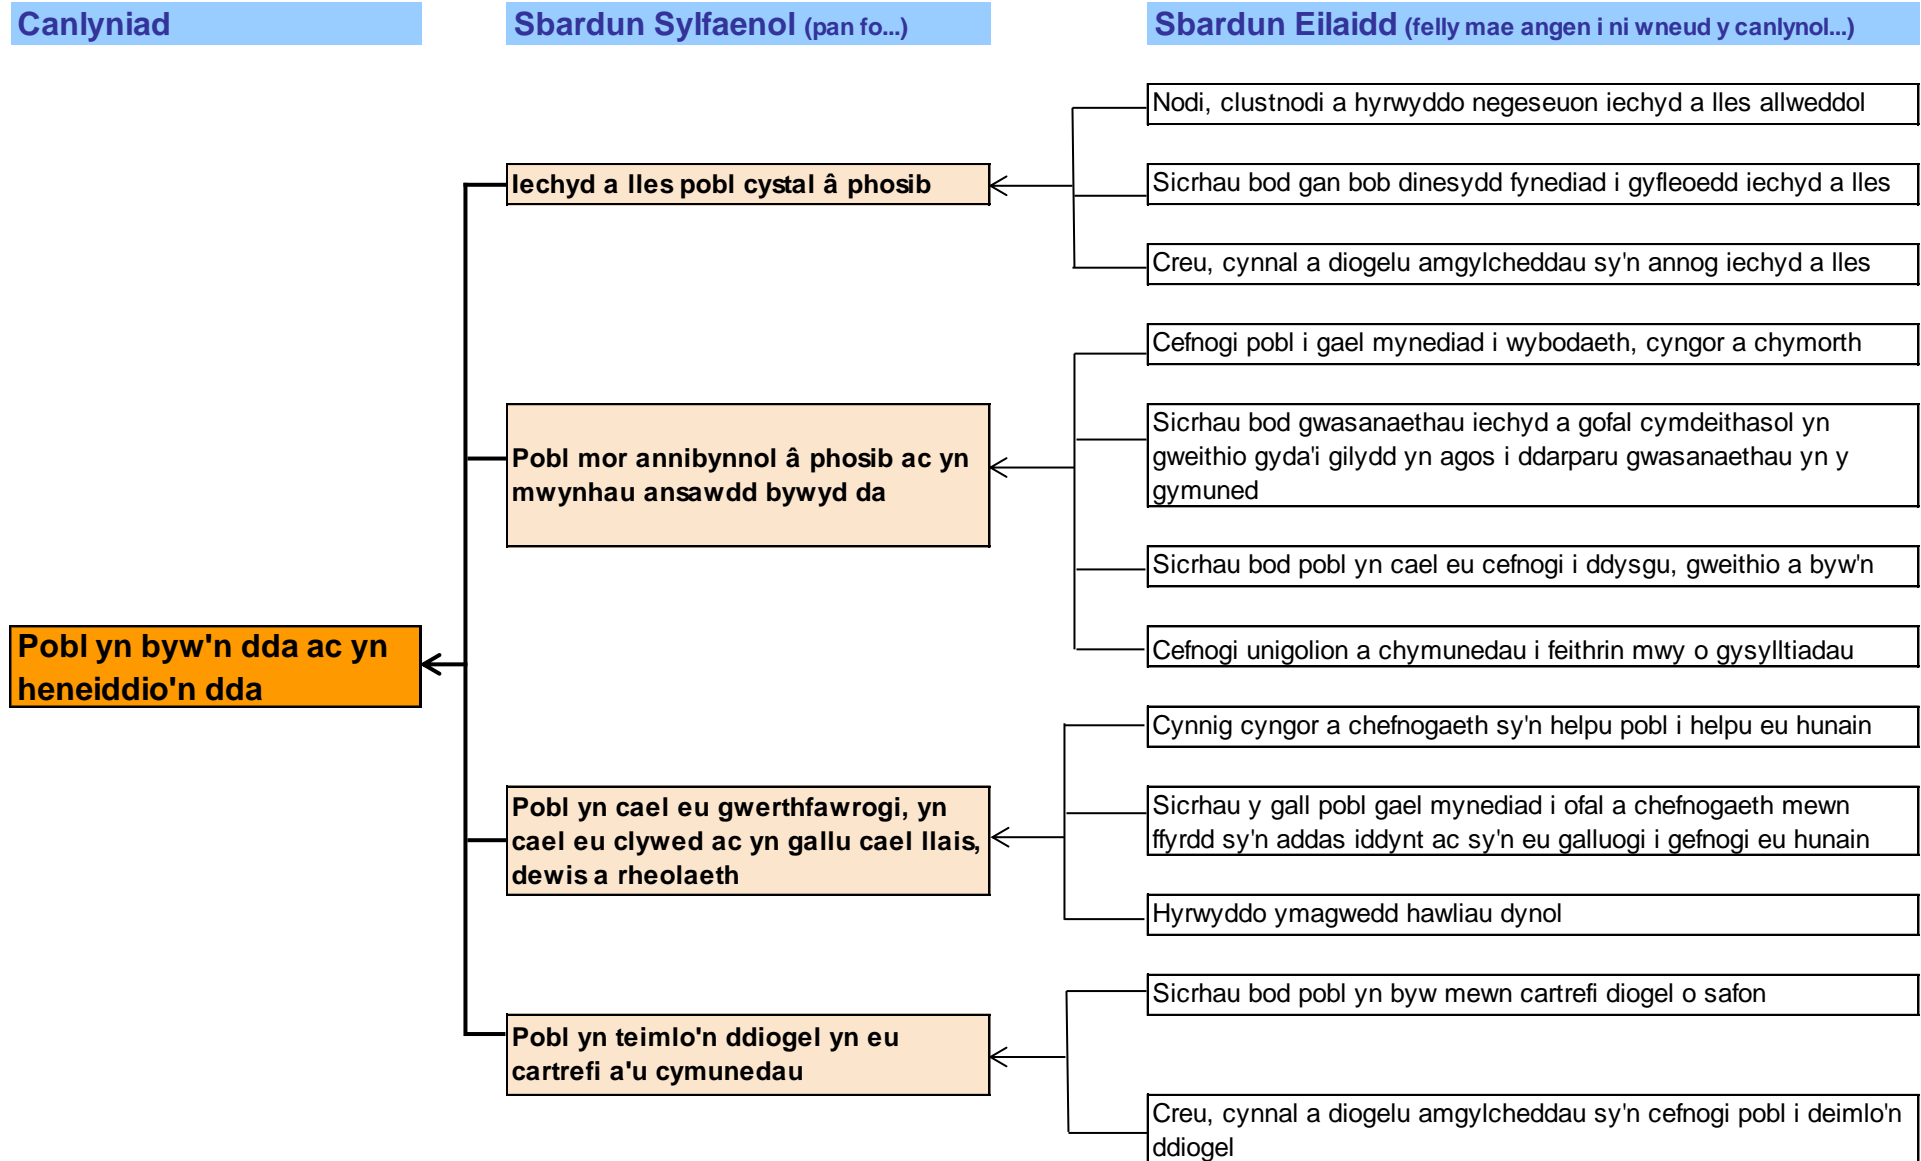 Canlyniad
Sbardun Sylfaenol (pan fo...)
Sbardun Eilaidd (felly mae angen i ni wneud y canlynol...)
Pobl yn byw'n dda ac yn
heneiddio'n dda
Iechyd a lles pobl cystal â phosib
Nodi, clustnodi a hyrwyddo negeseuon iechyd a lles allweddol
Sicrhau bod gan bob dinesydd fynediad i gyfleoedd iechyd a lles
Creu, cynnal a diogelu amgylcheddau sy'n annog iechyd a lles
Pobl mor annibynnol â phosib ac yn
mwynhau ansawdd bywyd da
Cefnogi pobl i gael mynediad i wybodaeth, cyngor a chymorth
Sicrhau bod gwasanaethau iechyd a gofal cymdeithasol yn
gweithio gyda'i gilydd yn agos i ddarparu gwasanaethau yn y
gymuned
Sicrhau bod pobl yn cael eu cefnogi i ddysgu, gweithio a byw'n
Cefnogi unigolion a chymunedau i feithrin mwy o gysylltiadau
Pobl yn cael eu gwerthfawrogi, yn
cael eu clywed ac yn gallu cael llais,
dewis a rheolaeth
Cynnig cyngor a chefnogaeth sy'n helpu pobl i helpu eu hunain
Sicrhau y gall pobl gael mynediad i ofal a chefnogaeth mewn
ffyrdd sy'n addas iddynt ac sy'n eu galluogi i gefnogi eu hunain
Hyrwyddo ymagwedd hawliau dynol
Pobl yn teimlo'n ddiogel yn eu
cartrefi a'u cymunedau
Sicrhau bod pobl yn byw mewn cartrefi diogel o safon
Creu, cynnal a diogelu amgylcheddau sy'n cefnogi pobl i deimlo'n
ddiogel